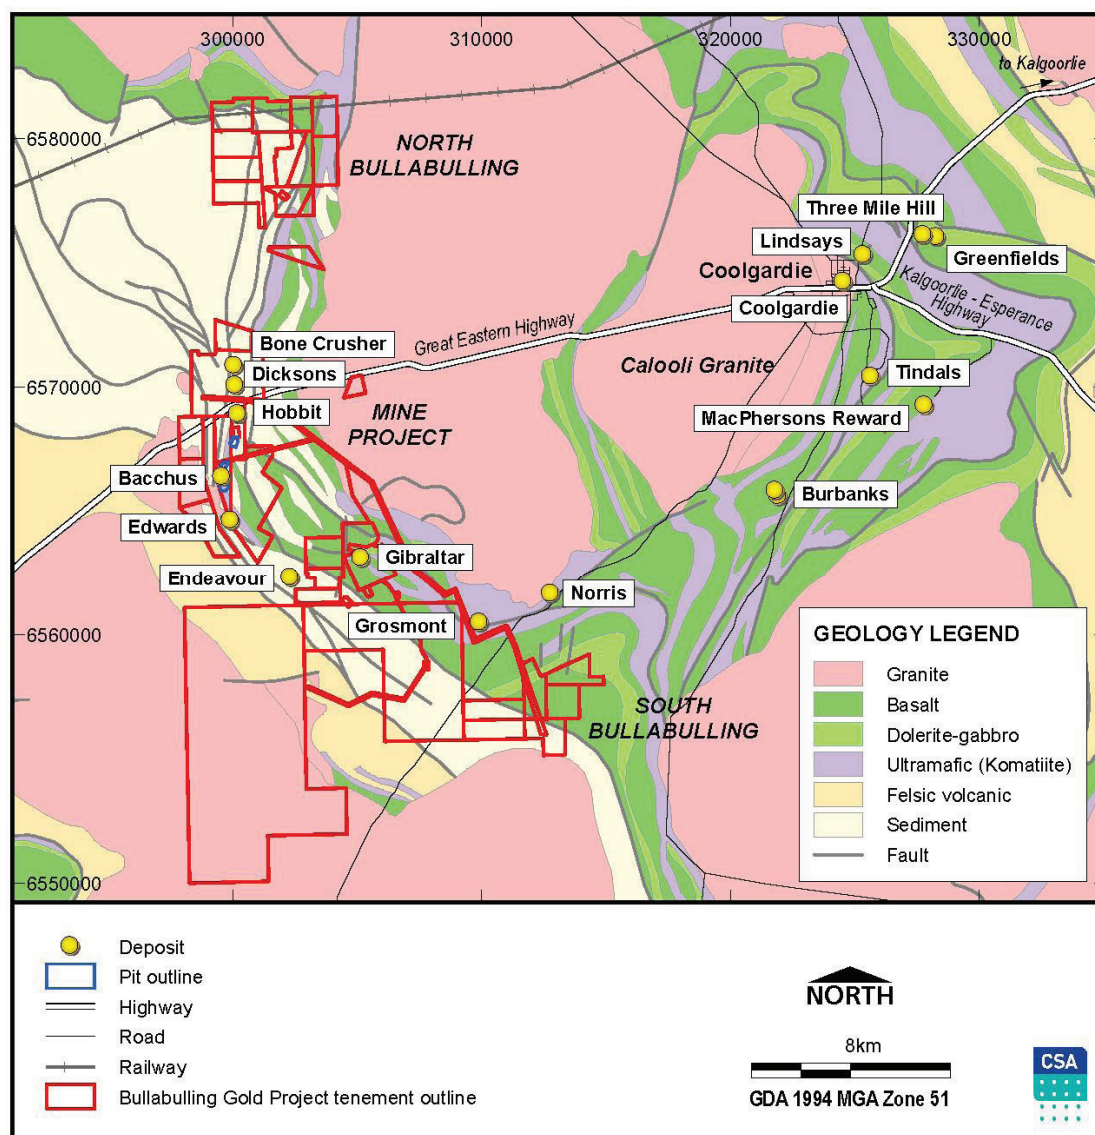 300000
310000
320000
330000
to Kalgoorlie
6580000
NORTH
BULLABULLING
Three Mile Hill
Lindsays
Greenfields
Coolgardie
Coolgardie
Kalgoorlie - Esperance
Highway
Great Eastern Highway
Bone Crusher
Dicksons
6570000
Hobbit
MINE
PROJECT
Calooli Granite
Tindals
MacPhersons Reward
Bacchus
Burbanks
Edwards
Gibraltar
Endeavour
Norris
Grosmont
6560000
SOUTH
BULLABULLING
6550000
GEOLOGY LEGEND
Granite
Basalt
Dolerite-gabbro
Ultramafic (Komatiite)
Felsic volcanic
Sediment
Fault
Deposit
Pit outline
Highway
Road
Railway
Bullabulling Gold Project tenement outline
NORTH
8km
GDA 1994 MGA Zone 51
CSA